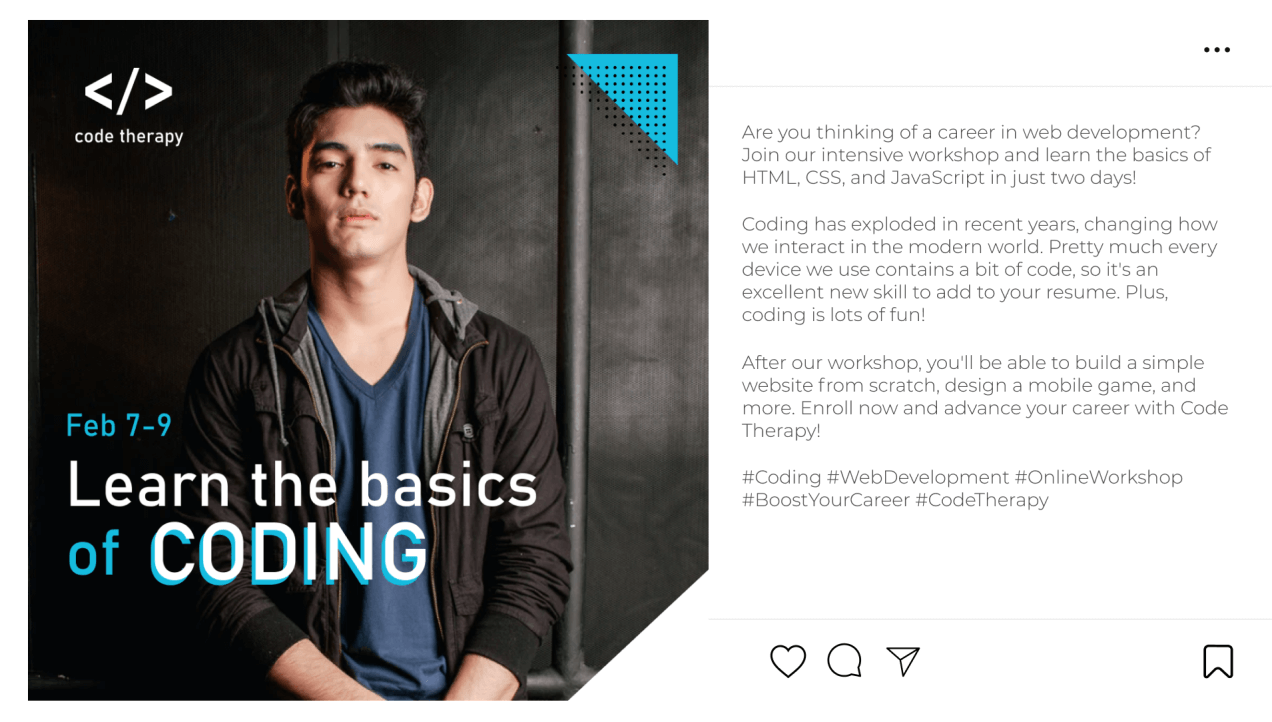 </>
code therapy
Feb 7-9
Learn the basics
of CODING
Are you thinking of a career in web development?
Join our intensive workshop and learn the basics of
HTML, CSS, and JavaScript in just two days!
Coding has exploded in recent years, changing how
we interact in the modern world. Pretty much every
device we use contains a bit of code, so it's an
excellent new skill to add to your resume. Plus,
coding is lots of fun!
After our workshop, you'll be able to build a simple
website from scratch, design a mobile game, and
more. Enroll now and advance your career with Code
Therapy!
#Coding #WebDevelopment #OnlineWorkshop
#BoostYourCareer #CodeTherapy